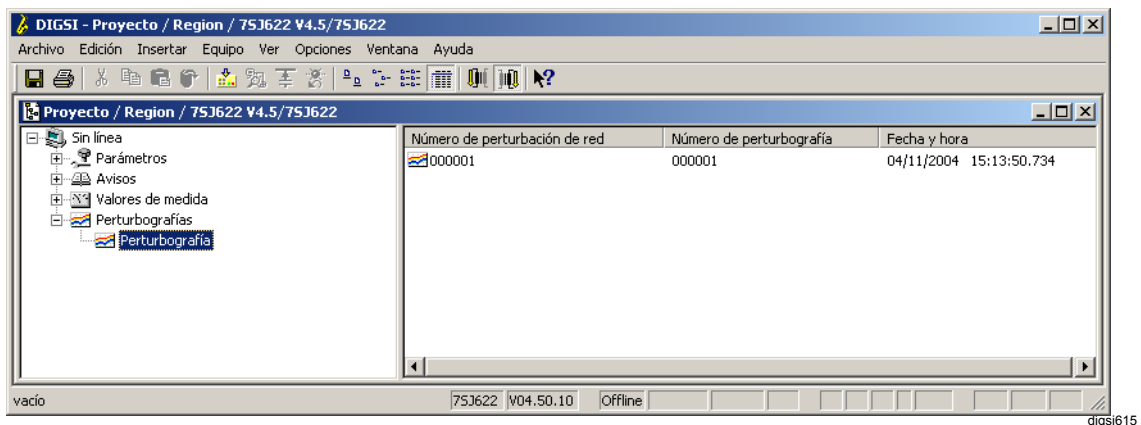 DIGSI - Proyecto / Region / 7SJ622 V4.5/7SJ622
Archivo Edición Insertar Equipo Ver Opciones Ventana Ayuda
Proyecto / Region / 7SJ622 V4.5/7SJ622
Sin línea
Parámetros
Avisos
Valores de medida
Perturbografías
Perturbografía
Número de perturbación de red Número de perturbografía Fecha y hora
000001 000001 04/11/2004 15:13:50.734
vacío 7SJ622 V04.50.10 Offline
digsi615